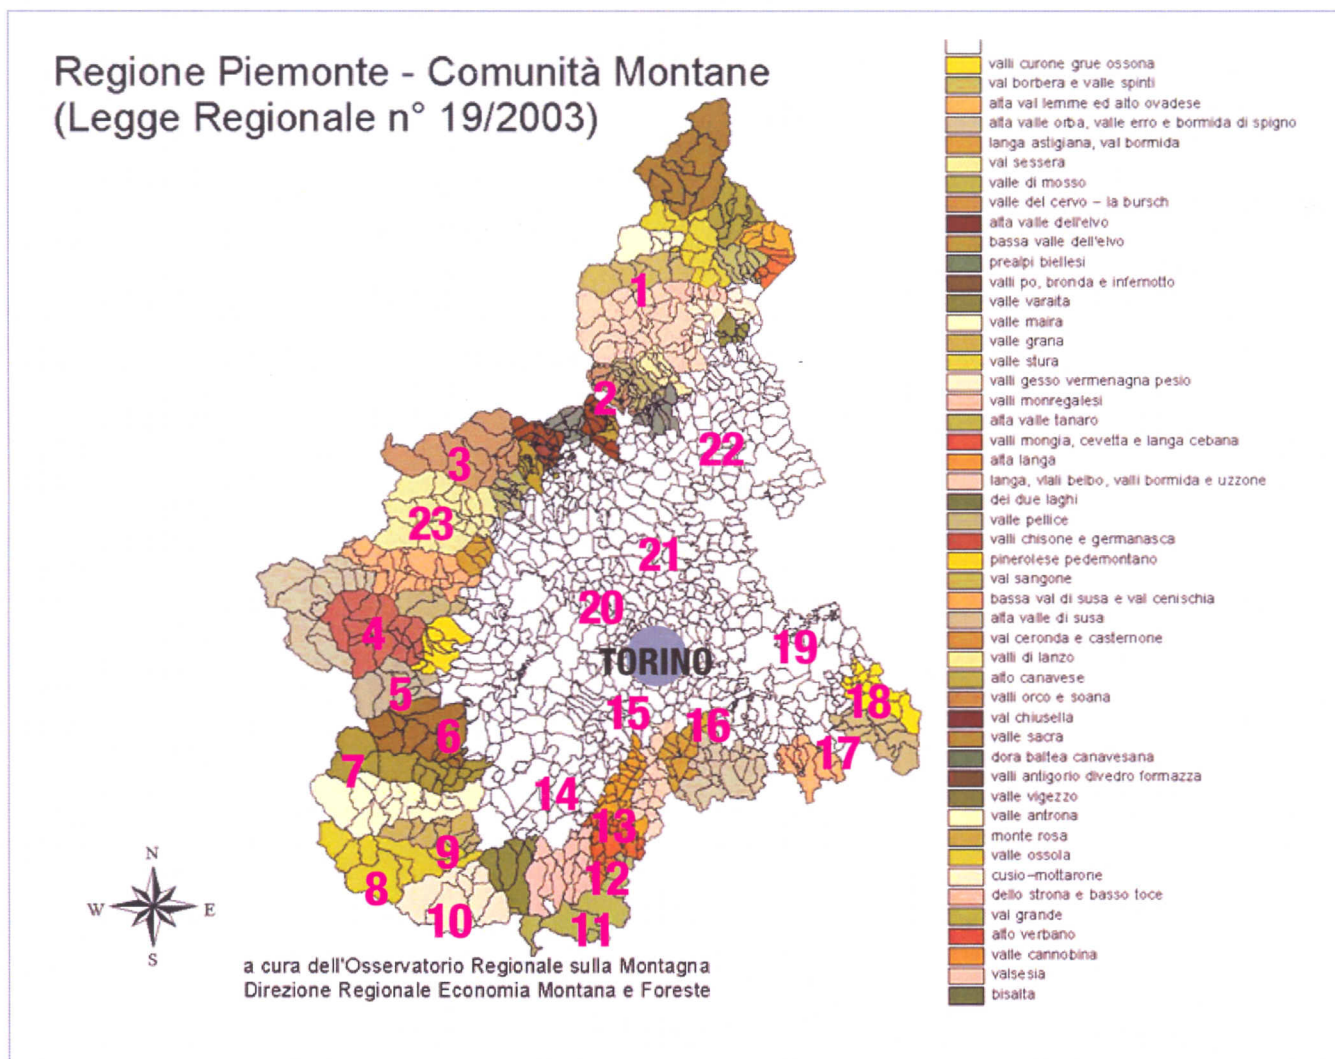 Regione Piemonte - Comunità Montane
(Legge Regionale n° 19/2003)
1
2
3
22
23
21
20
4
TORINO
19
5
18
15
16
6
17
7
14
13
9
12
8
10
11
N
W
E
S
a cura dell'Osservatorio Regionale sulla Montagna
Direzione Regionale Economia Montana e Foreste
valli curone grue ossona
val borbera e valle spinti
alta val lemme ed alto ovadese
alta valle orba, valle erro e bormida di spigno
langa astigiana, val bormida
val sessera
valle di mosso
valle del cervo – la bursch
alta valle dell'elvo
bassa valle dell'elvo
prealpi biellesi
valli po, bronda e infernotto
valle varaita
valle maira
valle grana
valle stura
valli gesso vermenagna pesio
valli monregalesi
alta valle tanaro
valli mongia, cevetta e langa cebana
alta langa
langa, vlali belbo, valli bormida e uzzone
dei due laghi
valle pellice
valli chisone e germanasca
pinerolese pedemontano
val sangone
bassa val di susa e val cenischia
alta valle di susa
val ceronda e casternone
valli di lanzo
alto canavese
valli orco e soana
val chiusella
valle sacra
dora baltea canavesana
valli antigorio divedro formazza
valle vigezzo
valle antrona
monte rosa
valle ossola
cusio–mottarone
dello strona e basso toce
val grande
alto verbano
valle cannobina
valsesia
bisalta